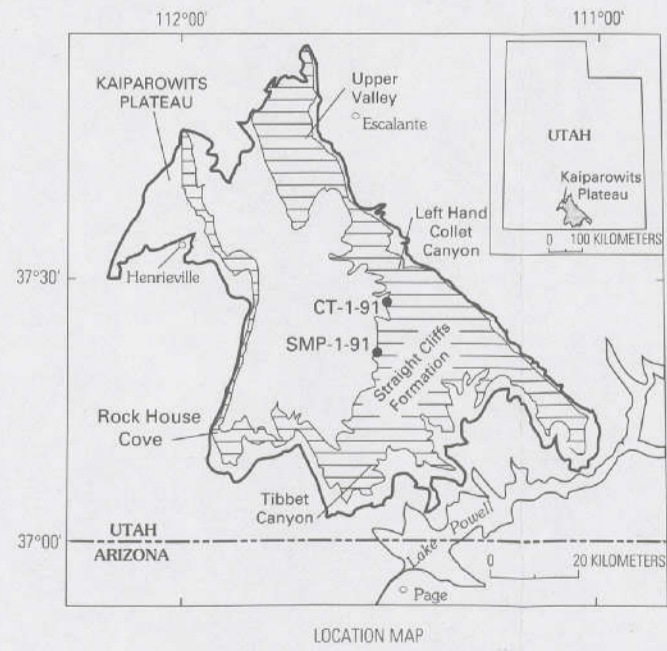 112°00'
111°00'
KAIPAROWITS
PLATEAU
Upper
Valley
Escalante
UTAH
Kaiparowits
Plateau
0 100 KILOMETERS
Left Hand
Collet
Canyon
37°30'
Henrieville
CT-1-91
SMP-1-91
Straight Cliffs
Formation
Rock House
Cove
Tibbet
Canyon
UTAH
37°00'
ARIZONA
Lake Powell
0 20 KILOMETERS
Page
LOCATION MAP